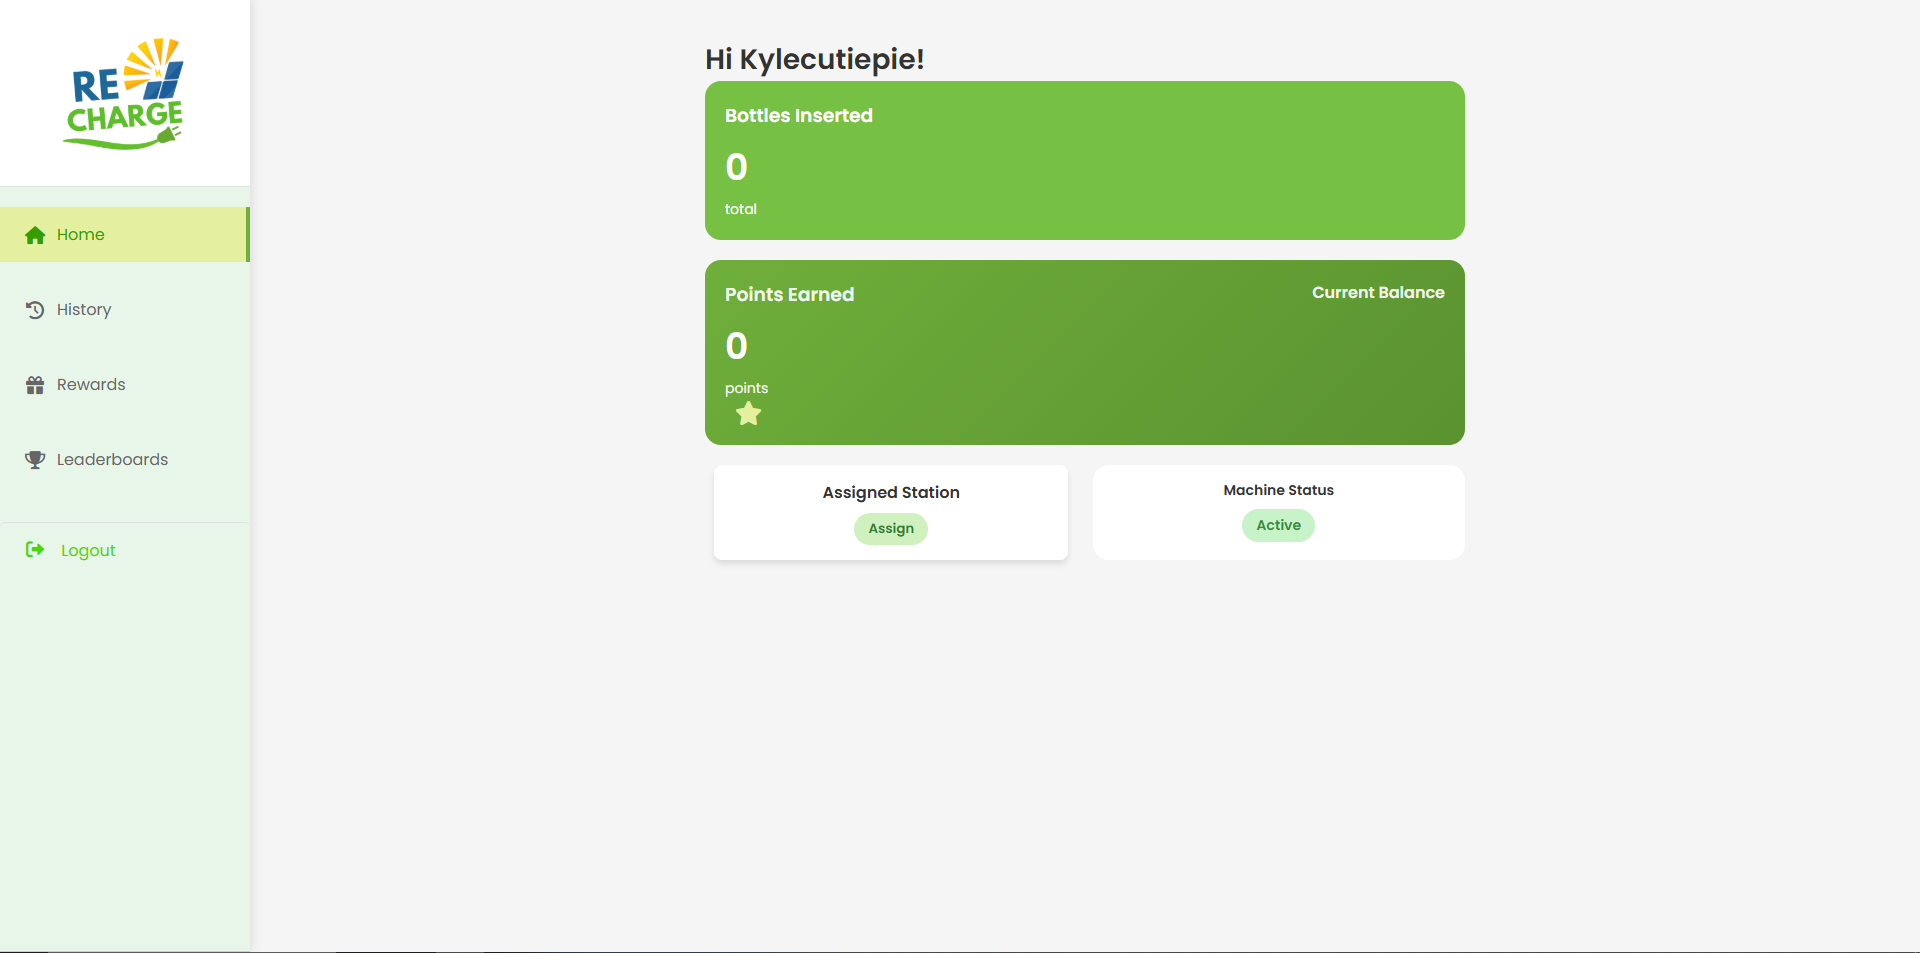 RE
CHARGE
Home
History
Rewards
Leaderboards
Logout
Hi Kylecutiepie!
Bottles Inserted
0
total
Points Earned
Current Balance
0
points
Assigned Station
Assign
Machine Status
Active